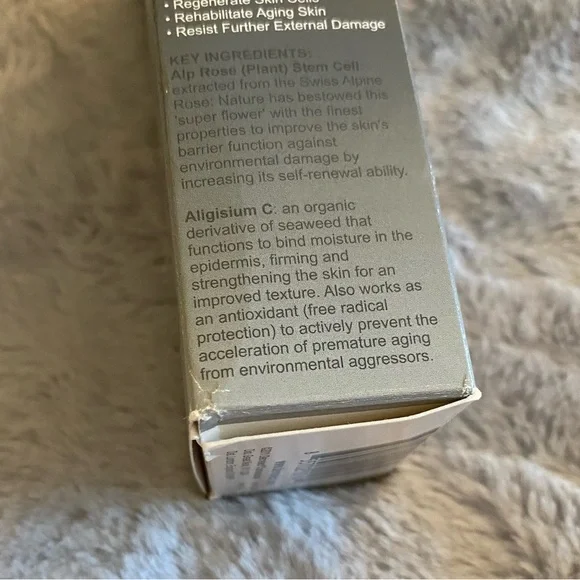 • Regenerate Skin Cells
• Rehabilitate Aging Skin
• Resist Further External Damage
KEY INGREDIENTS:
Alp Rose (Plant) Stem Cell
extracted from the Swiss Alpine
Rose: Nature has bestowed this
'super flower' with the finest
properties to improve the skin's
barrier function against
environmental damage by
increasing its self-renewal ability.
Aligisium C: an organic
derivative of seaweed that
functions to bind moisture in the
epidermis, firming and
strengthening the skin for an
improved texture. Also works as
an antioxidant (free radical
protection) to actively prevent the
acceleration of premature aging
from environmental aggressors.